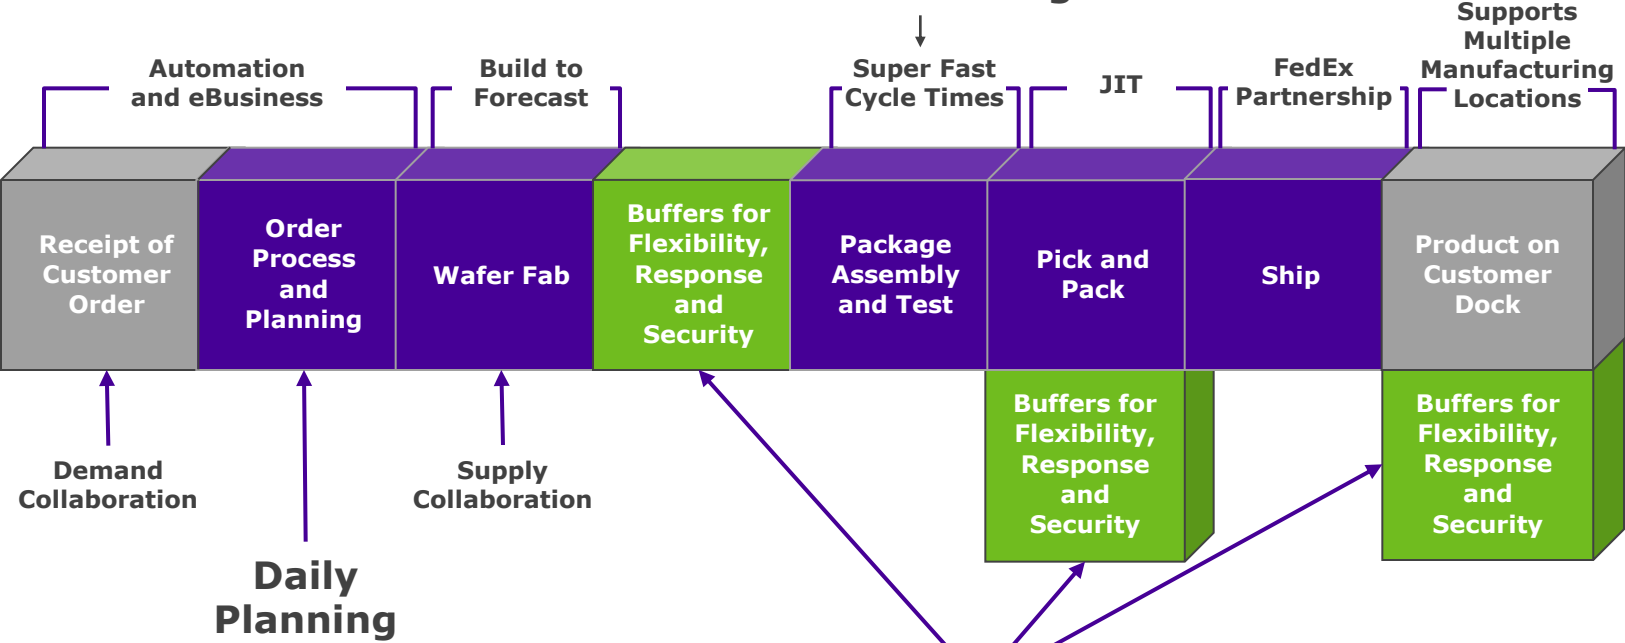 Supports
Multiple
Manufacturing
Locations
Automation
and eBusiness
Build to
Forecast
Super Fast
Cycle Times
JIT
FedEx
Partnership
Receipt of
Customer
Order
Order
Process
and
Planning
Wafer Fab
Buffers for
Flexibility,
Response
and
Security
Package
Assembly
and Test
Pick and
Pack
Ship
Product on
Customer
Dock
Buffers for
Flexibility,
Response
and
Security
Buffers for
Flexibility,
Response
and
Security
Demand
Collaboration
Supply
Collaboration
Daily
Planning